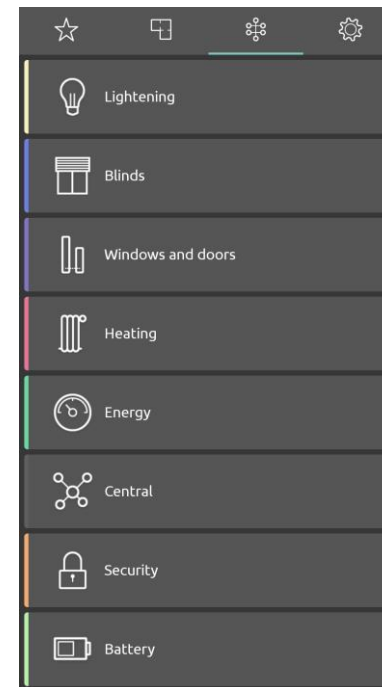 Lightening
Blinds
Windows and doors
Heating
Energy
Central
Security
Battery